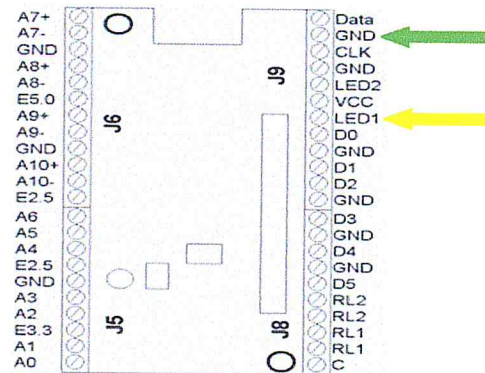 A7+
A7-
GND
A8+
A8-
E5.0
A9+
A9-
GND
A10+
A10-
E2.5
A6
A5
A4
E2.5
GND
A3
A2
E3.3
A1
A0
J6
J5
J9
J8
Data
GND
CLK
GND
LED2
VCC
LED1
D0
GND
D1
D2
GND
D3
GND
D4
GND
D5
RL2
RL2
RL1
RL1
C